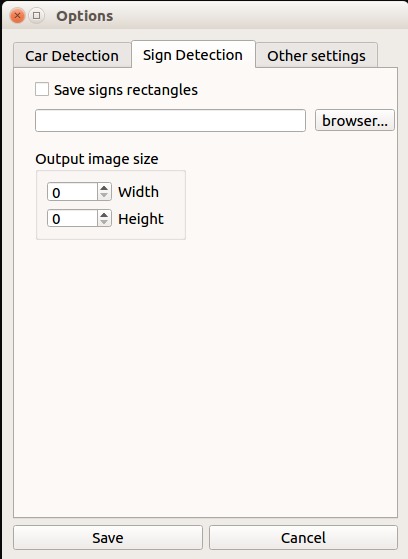 Options
Car Detection Sign Detection Other settings
Save signs rectangles
browser...
Output image size
0 Width
0 Height
Save Cancel